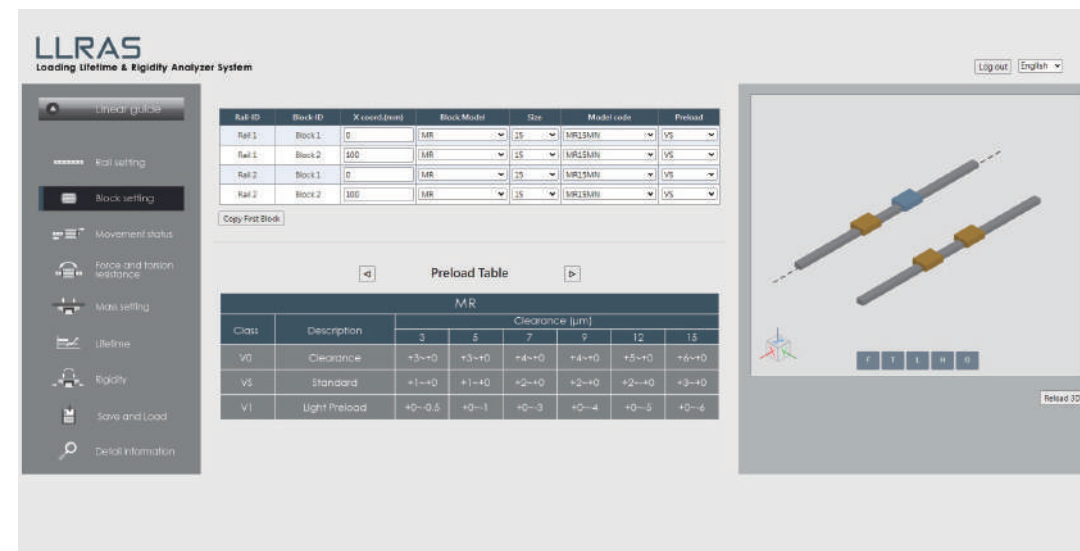 LLRAS
Loading Lifetime & Rigidity Analyzer System
Log out English
Linear guide
Rail setting
Block setting
Movement status
Force and torsion
resistance
Mass setting
Lifetime
Rigidity
Save and Load
Detail information
Rail-ID Block-ID X coord.(mm) Block Model Size Model code Preload
Rail 1 Block 1 0 MR 15 MR15MN VS
Rail 1 Block 2 100 MR 15 MR15MN VS
Rail 2 Block 1 0 MR 15 MR15MN VS
Rail 2 Block 2 100 MR 15 MR15MN VS
Copy First Block
Preload Table
MR
Class Description Clearance (μm)
3 5 7 9 12 15
V0 Clearance +3~+0 +3~+0 +4~+0 +4~+0 +5~+0 +6~+0
VS Standard +1~+0 +1~+0 +2~+0 +2~+0 +2~+0 +3~+0
V1 Light Preload +0~-0.5 +0~-1 +0~-3 +0~-4 +0~-5 +0~-6
F T L H
Reload 3D